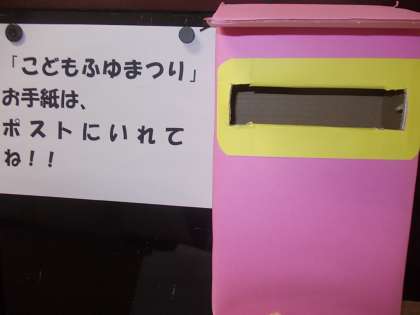 「こどもふゆまつり」
お手紙は、
ポストにいれて
ね！！